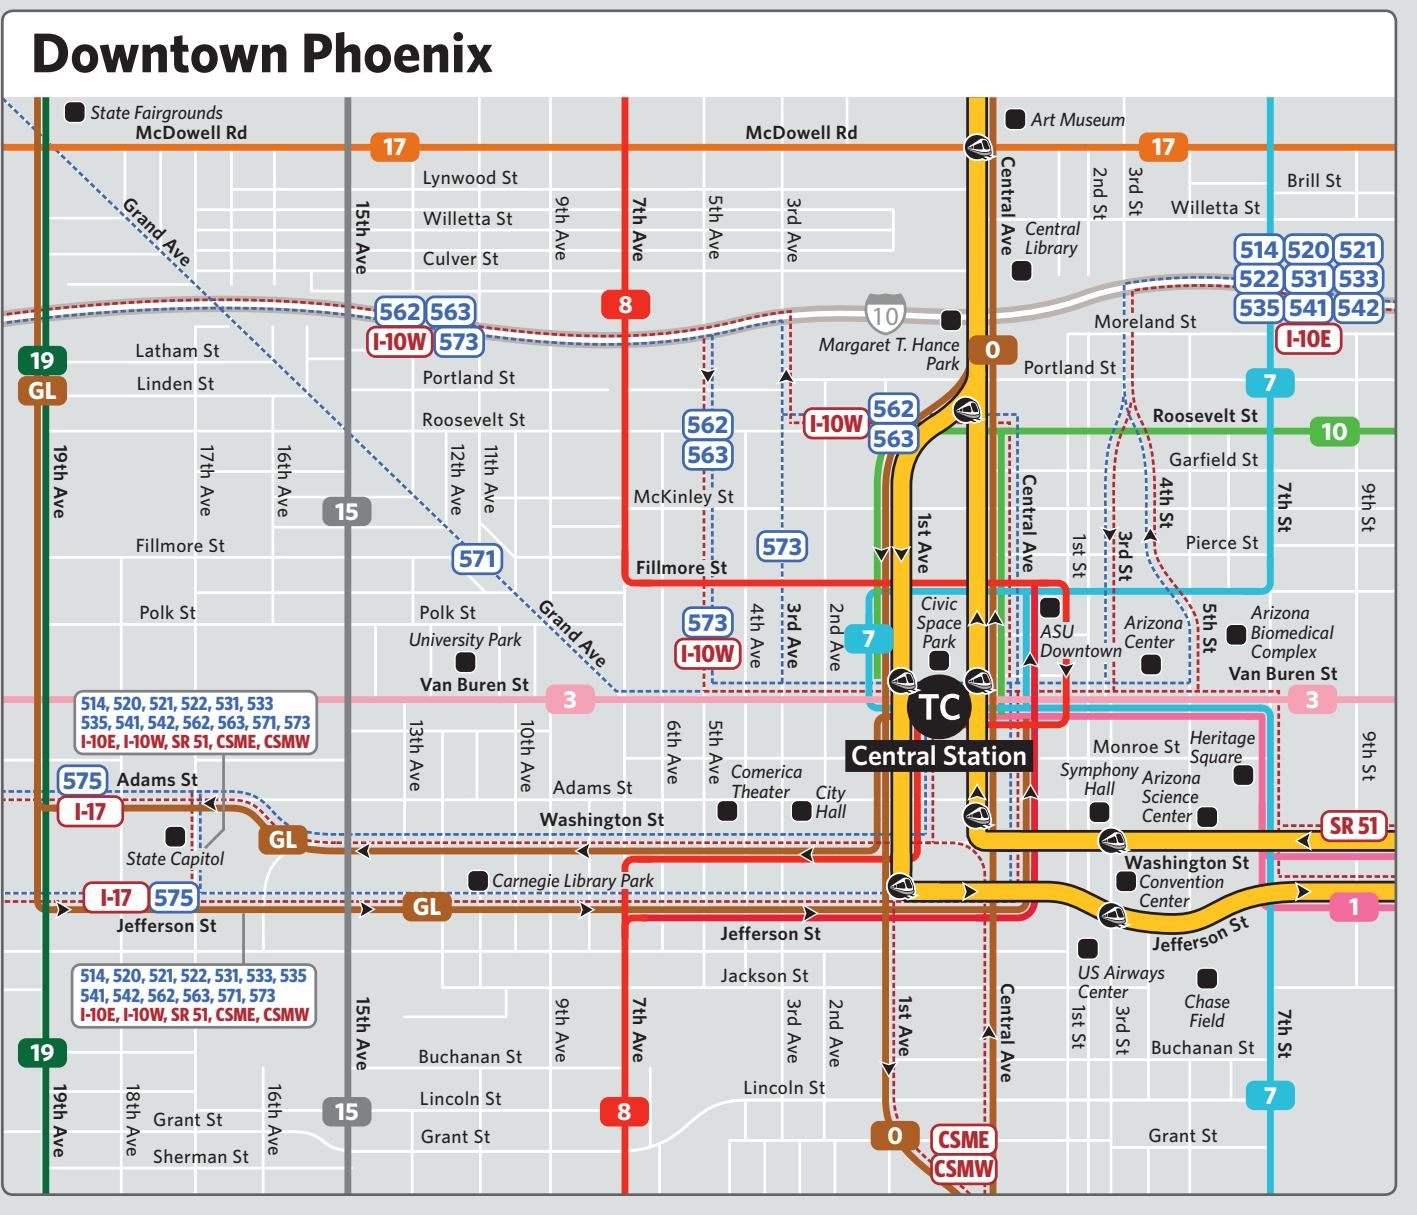 Downtown Phoenix
State Fairgrounds
McDowell Rd
McDowell Rd
Art Museum
17
17
Lynwood St
Willetta St
Culver St
Grand Ave
15th Ave
9th Ave
7th Ave
5th Ave
3rd Ave
Central Ave
Central
Library
2nd St
3rd St
Brill St
Willetta St
514 520 521
522 531 533
535 541 542
I-10E
562 563
I-10W 573
8
10
Margaret T. Hance
Park
0
Moreland St
Portland St
7
19
GL
Latham St
Linden St
Portland St
Roosevelt St
562
563
I-10W
562
563
Roosevelt St
10
Garfield St
19th Ave
17th Ave
16th Ave
15
12th Ave
11th Ave
McKinley St
573
1st Ave
Central Ave
1st St
3rd St
4th St
7th St
9th St
Pierce St
Fillmore St
571
Fillmore St
Polk St
Polk St
University Park
Grand Ave
573
I-10W
4th Ave
3rd Ave
2nd Ave
7
Civic
Space
Park
ASU
Downtown
Arizona
Center
5th St
Arizona
Biomedical
Complex
Van Buren St
Van Buren St
3
3
TC
Central Station
514, 520, 521, 522, 531, 533
535, 541, 542, 562, 563, 571, 573
I-10E, I-10W, SR 51, CSME, CSMW
13th Ave
10th Ave
6th Ave
5th Ave
Monroe St
Heritage
Square
9th St
575
Adams St
I-17
Adams St
Washington St
Comerica
Theater
City
Hall
Symphony
Hall
Arizona
Science
Center
SR 51
State Capitol
GL
Washington St
Convention
Center
Carnegie Library Park
I-17 575
GL
1
Jefferson St
Jefferson St
Jefferson St
514, 520, 521, 522, 531, 533, 535
541, 542, 562, 563, 571, 573
I-10E, I-10W, SR 51, CSME, CSMW
Jackson St
US Airways
Center
Chase
Field
15th Ave
9th Ave
7th Ave
3rd Ave
2nd Ave
1st Ave
Central Ave
1st St
3rd St
7th St
19
Buchanan St
Buchanan St
19th Ave
18th Ave
16th Ave
15
Lincoln St
Lincoln St
8
7
Grant St
Grant St
Grant St
Sherman St
0
CSME
CSMW